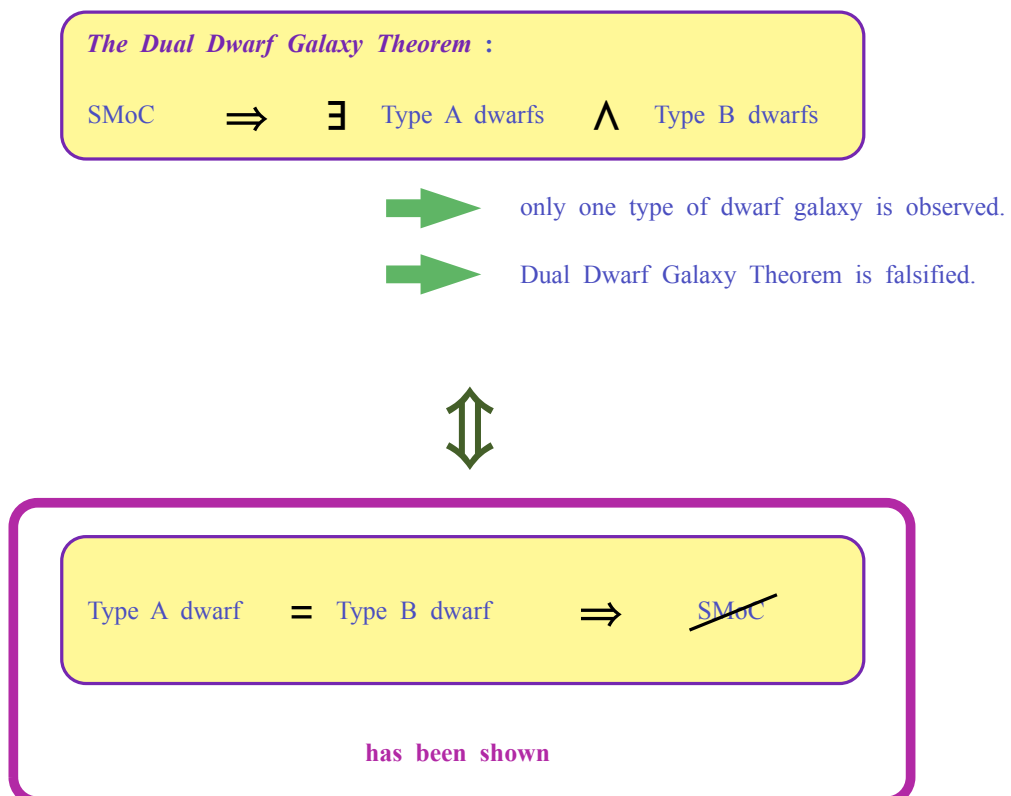 The Dual Dwarf Galaxy Theorem :
SMoC ⇒ ∃ Type A dwarfs ∧ Type B dwarfs
only one type of dwarf galaxy is observed.
Dual Dwarf Galaxy Theorem is falsified.
⇕
Type A dwarf = Type B dwarf ⇒ SMoC
has been shown